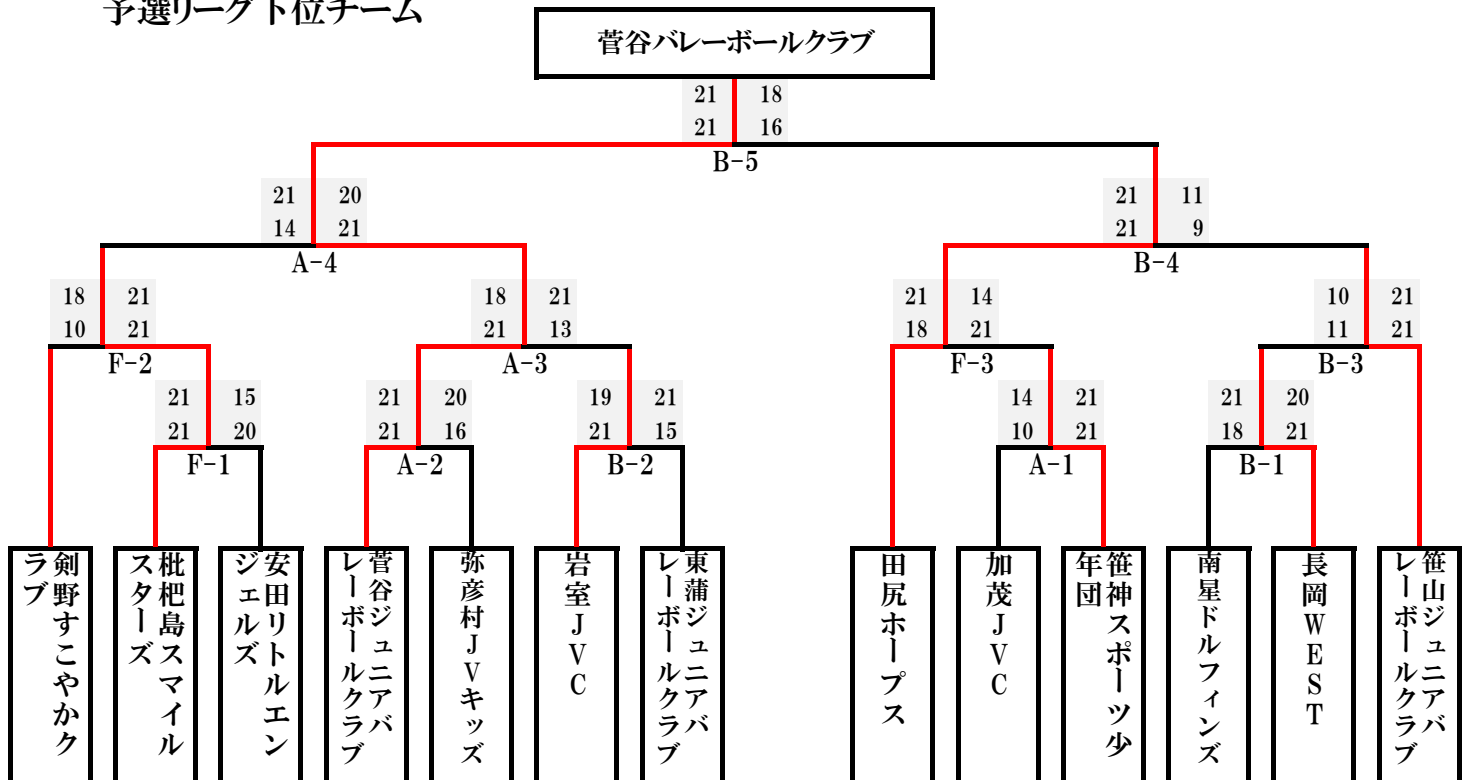 予選リーグ下位チーム
菅谷バレーボールクラブ
21 18
21 16
B-5
21 20
14 21
A-4
21 11
21 9
B-4
18 21
10 21
F-2
18 21
21 13
A-3
21 14
18 21
F-3
10 21
11 21
B-3
21 15
21 20
F-1
21 20
21 16
A-2
19 21
21 15
B-2
14 21
10 21
A-1
21 20
18 21
B-1
剣野すこやかク
ラブ
枇杷島スマイル
スターズ
安田リトルエン
ジェルズ
菅谷ジュニアバ
レーボールクラブ
弥彦村JVキッズ
岩室JVC
東蒲ジュニアバ
レーボールクラブ
田尻ホープス
加茂JVC
笹神スポーツ少
年団
南星ドルフィンズ
長岡WEST
笹山ジュニアバ
レーボールクラブ